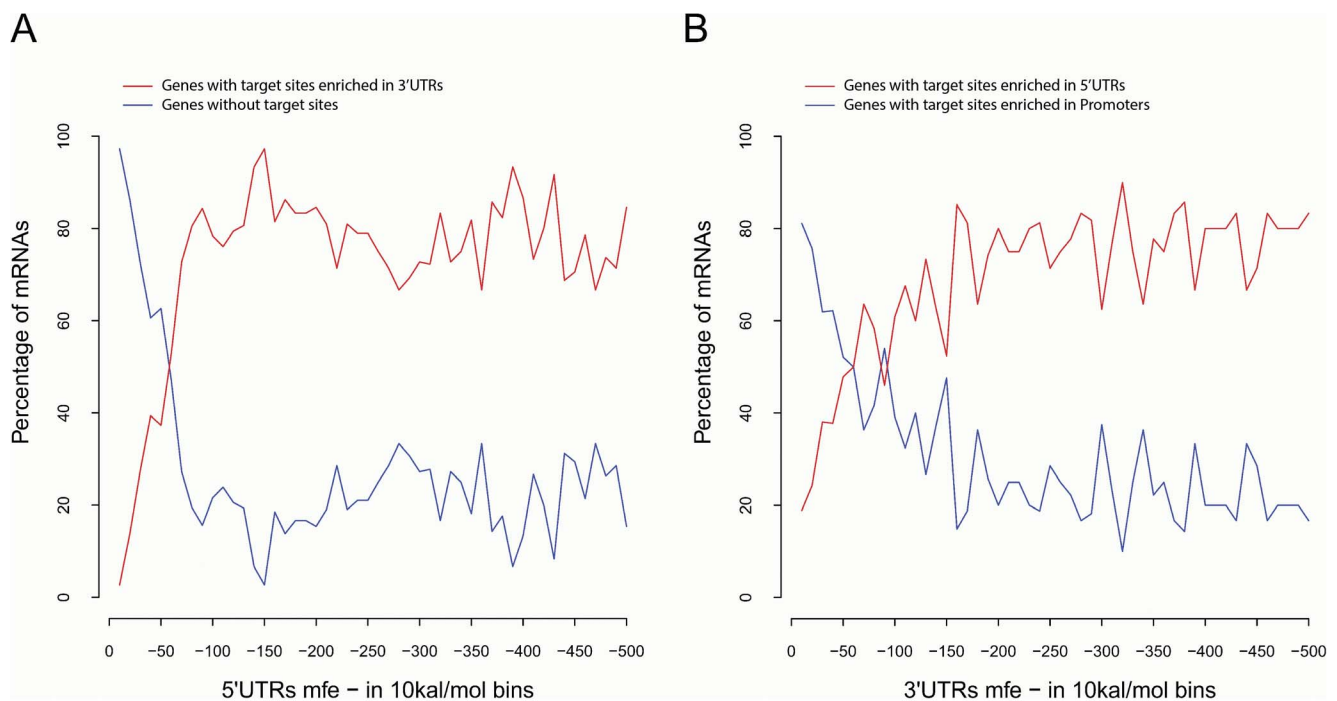 A
Genes with target sites enriched in 3'UTRs
Genes without target sites
Percentage of mRNAs
100
80
60
40
20
0
0 −50 −100 −150 −200 −250 −300 −350 −400 −450 −500
5'UTRs mfe − in 10kal/mol bins
B
Genes with target sites enriched in 5'UTRs
Genes with target sites enriched in Promoters
Percentage of mRNAs
100
80
60
40
20
0
0 −50 −100 −150 −200 −250 −300 −350 −400 −450 −500
3'UTRs mfe − in 10kal/mol bins